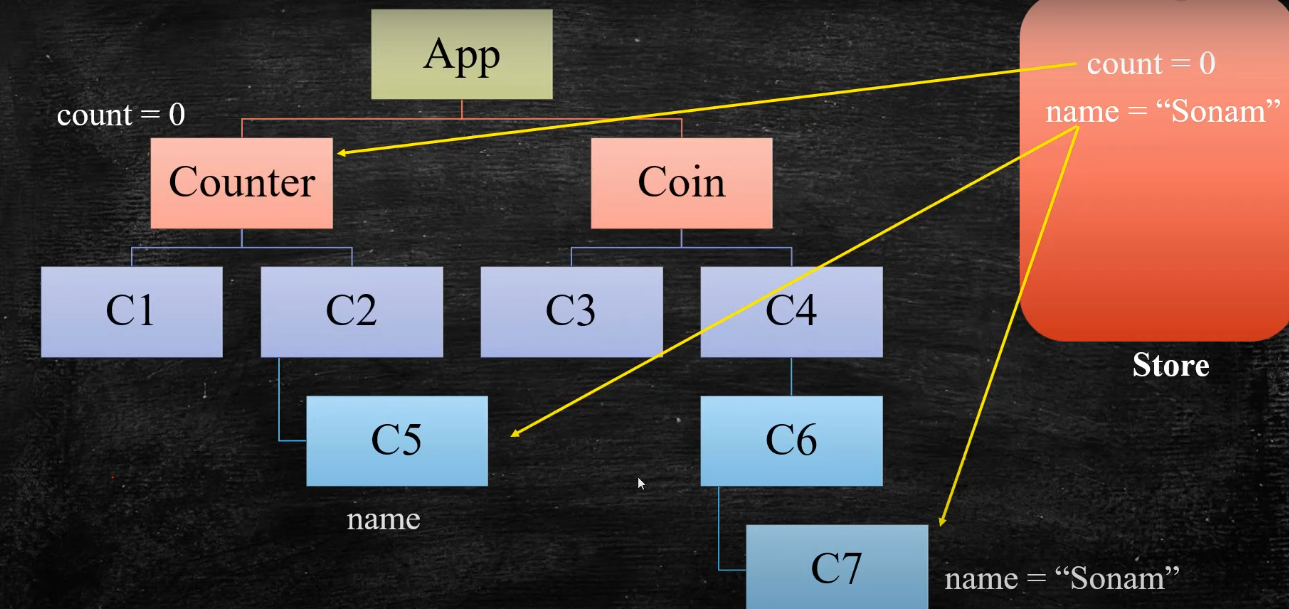 App
count = 0
name = “Sonam”
count = 0
Counter
Coin
C1
C2
C3
C4
Store
C5
C6
name
C7
name = “Sonam”